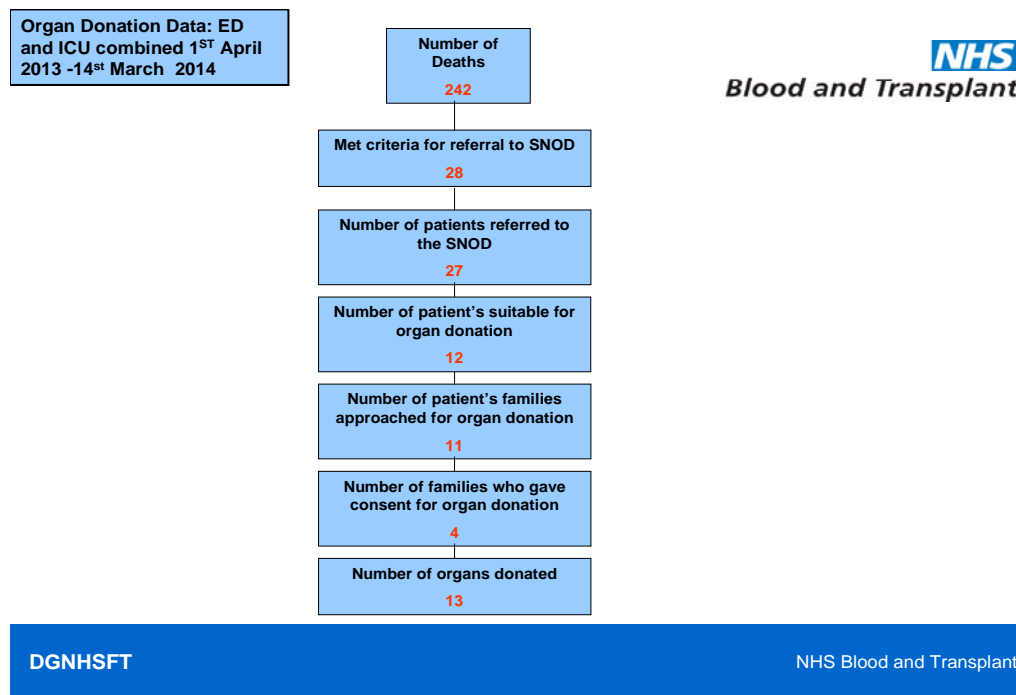 Organ Donation Data: ED
and ICU combined 1ST April
2013 -14st March 2014
NHS
Blood and Transplant
Number of
Deaths
242
Met criteria for referral to SNOD
28
Number of patients referred to
the SNOD
27
Number of patient’s suitable for
organ donation
12
Number of patient’s families
approached for organ donation
11
Number of families who gave
consent for organ donation
4
Number of organs donated
13
DGNHSFT
NHS Blood and Transplant